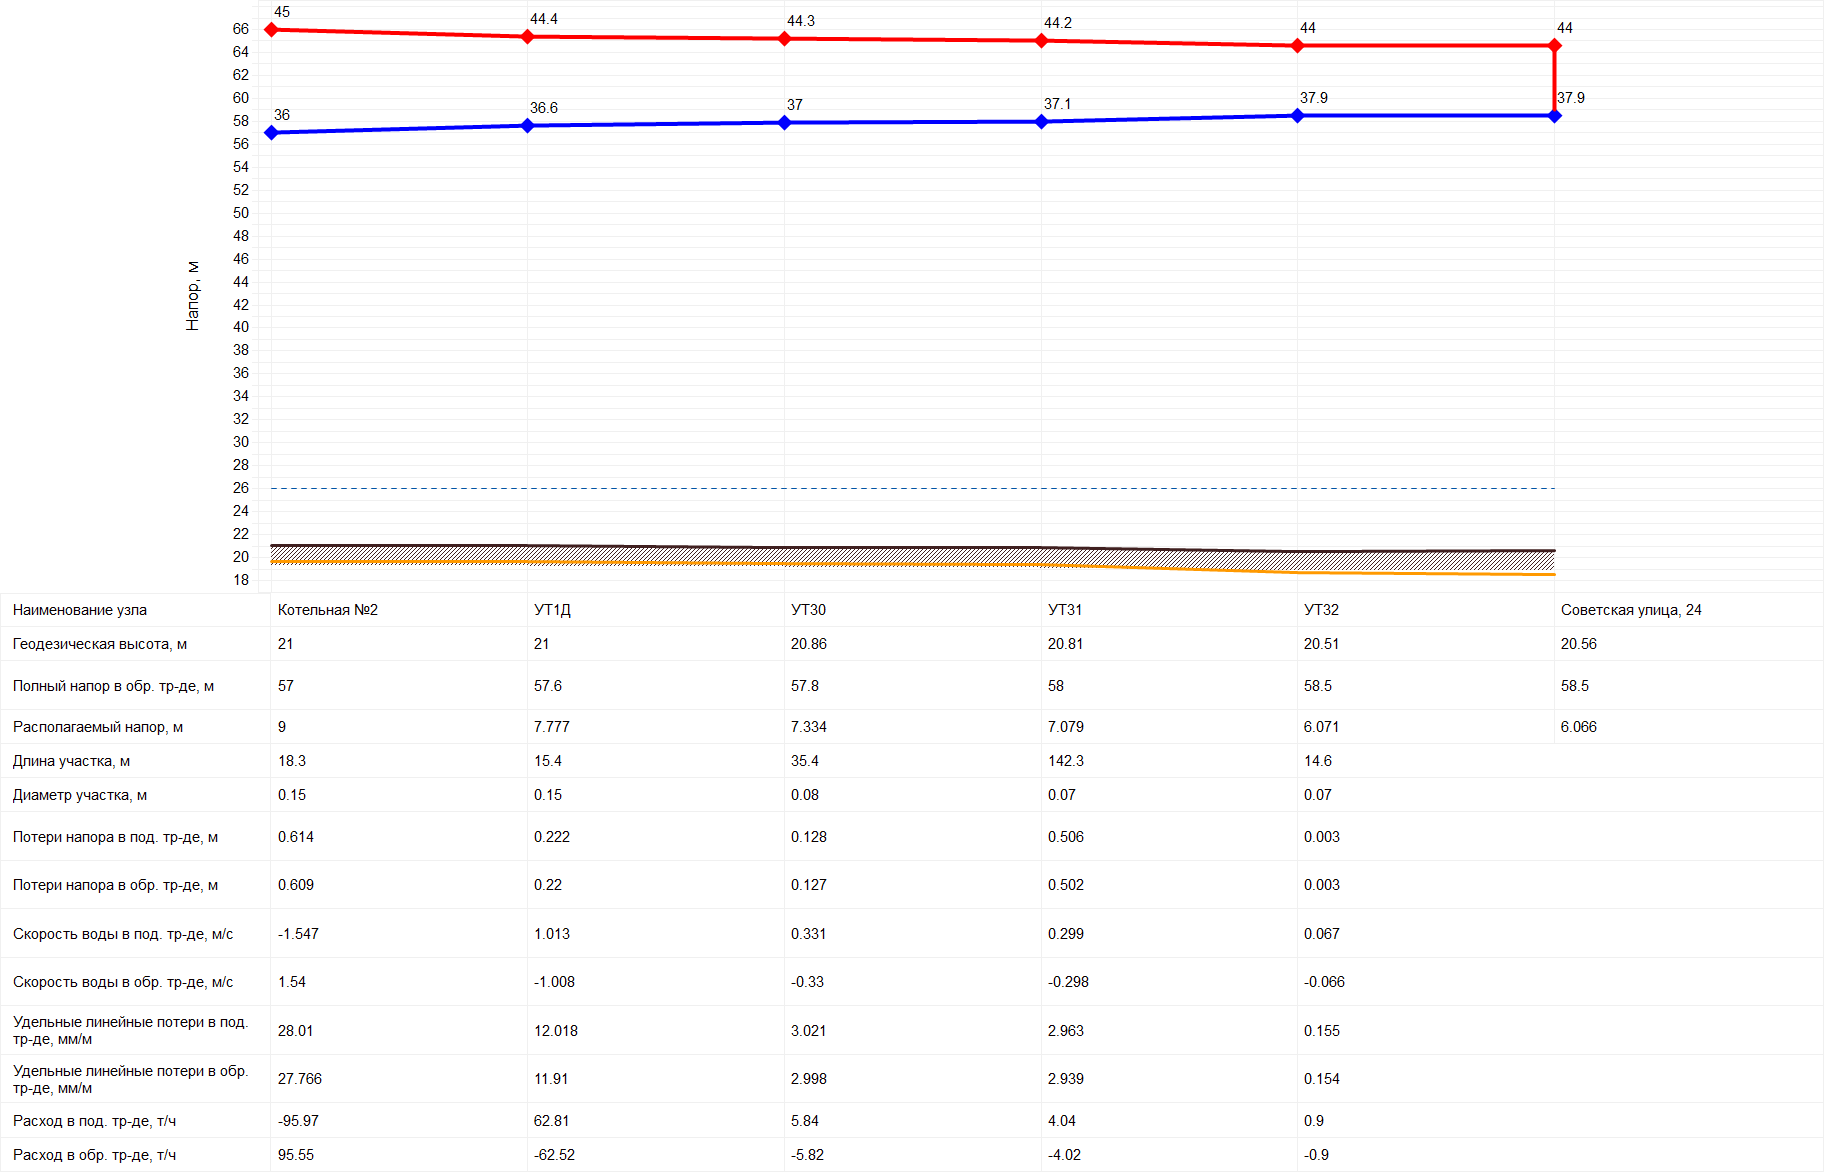 45
44.4
44.3
44.2
44
44
36
36.6
37
37.1
37.9
37.9
66
64
62
60
58
56
54
52
50
48
46
44
42
40
38
36
34
32
30
28
26
24
22
20
18
Напор, м
Наименование узла Котельная №2 УТ1Д УТ30 УТ31 УТ32 Советская улица, 24
Геодезическая высота, м 21 21 20.86 20.81 20.51 20.56
Полный напор в обр. тр-де, м 57 57.6 57.8 58 58.5 58.5
Располагаемый напор, м 9 7.777 7.334 7.079 6.071 6.066
Длина участка, м 18.3 15.4 35.4 142.3 14.6
Диаметр участка, м 0.15 0.15 0.08 0.07 0.07
Потери напора в под. тр-де, м 0.614 0.222 0.128 0.506 0.003
Потери напора в обр. тр-де, м 0.609 0.22 0.127 0.502 0.003
Скорость воды в под. тр-де, м/с -1.547 1.013 0.331 0.299 0.067
Скорость воды в обр. тр-де, м/с 1.54 -1.008 -0.33 -0.298 -0.066
Удельные линейные потери в под.
тр-де, мм/м 28.01 12.018 3.021 2.963 0.155
Удельные линейные потери в обр.
тр-де, мм/м 27.766 11.91 2.998 2.939 0.154
Расход в под. тр-де, т/ч -95.97 62.81 5.84 4.04 0.9
Расход в обр. тр-де, т/ч 95.55 -62.52 -5.82 -4.02 -0.9